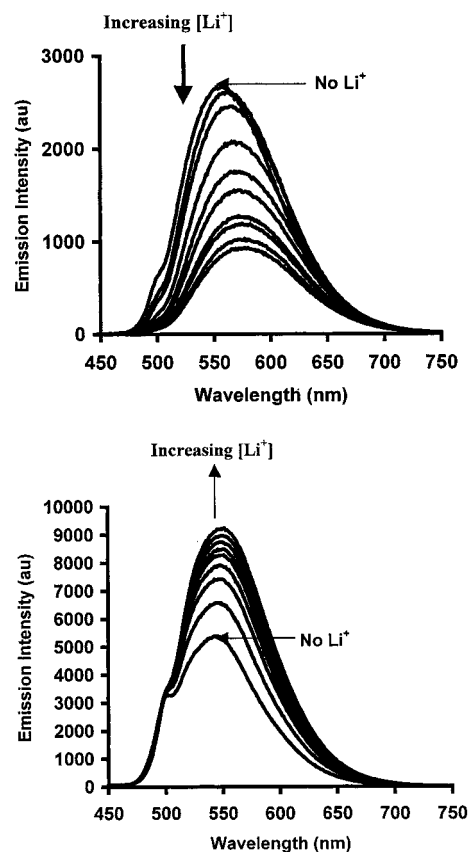 Increasing [Li⁺]
No Li⁺
3000
2000
1000
0
Emission Intensity (au)
450 500 550 600 650 700 750
Wavelength (nm)
Increasing [Li⁺]
10000
9000
8000
7000
6000
5000
4000
3000
2000
1000
0
Emission Intensity (au)
No Li⁺
450 500 550 600 650 700 750
Wavelength (nm)